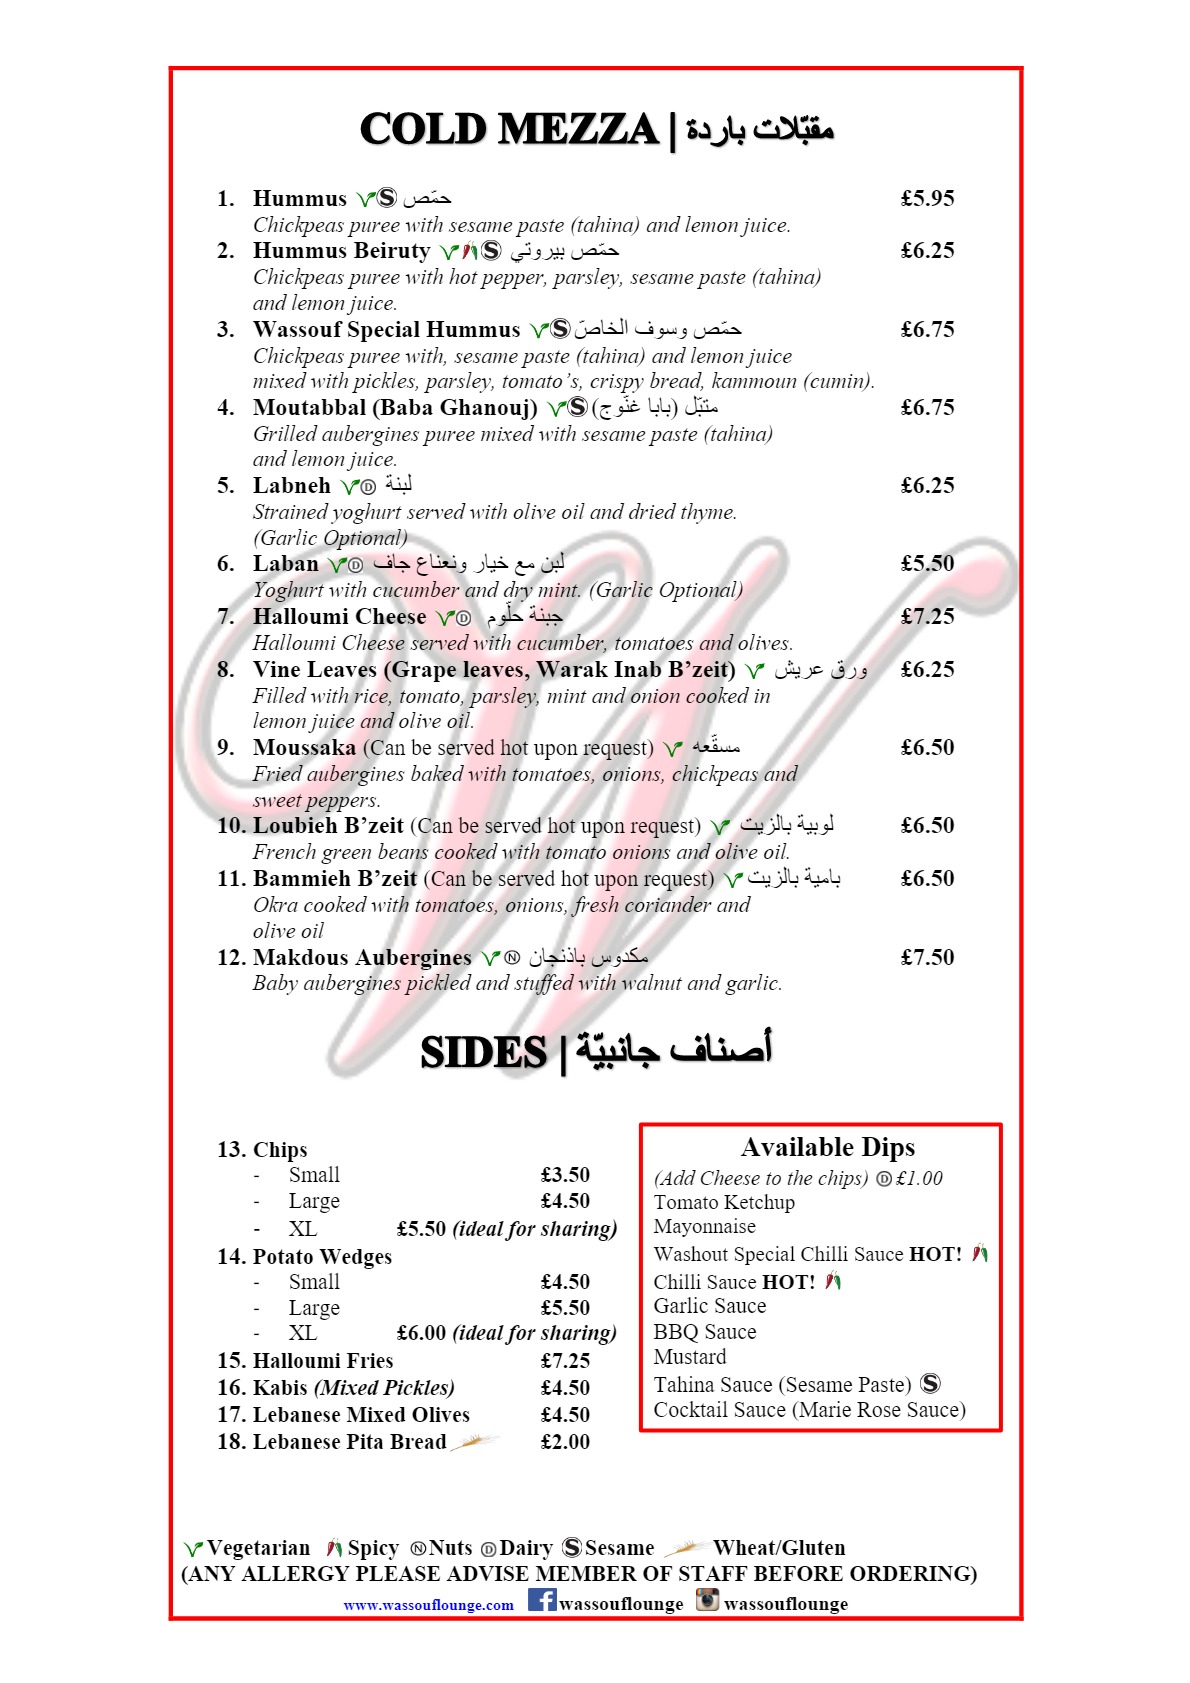 COLD MEZZA | مقبّلات باردة
1. Hummus Ⓢ حمّص £5.95
Chickpeas puree with sesame paste (tahina) and lemon juice.
2. Hummus Beiruty Ⓢ حمّص بيروتي £6.25
Chickpeas puree with hot pepper, parsley, sesame paste (tahina)
and lemon juice.
3. Wassouf Special Hummus Ⓢ حمّص وسوف الخاصّ £6.75
Chickpeas puree with, sesame paste (tahina) and lemon juice
mixed with pickles, parsley, tomato’s, crispy bread, kammoun (cumin).
4. Moutabbal (Baba Ghanouj) Ⓢ متبّل (بابا غنّوج) £6.75
Grilled aubergines puree mixed with sesame paste (tahina)
and lemon juice.
5. Labneh Ⓓ لبنة £6.25
Strained yoghurt served with olive oil and dried thyme.
(Garlic Optional)
6. Laban Ⓓ لبن مع خيار ونعناع جاف £5.50
Yoghurt with cucumber and dry mint. (Garlic Optional)
7. Halloumi Cheese Ⓓ جبنة حلّوم £7.25
Halloumi Cheese served with cucumber, tomatoes and olives.
8. Vine Leaves (Grape leaves, Warak Inab B’zeit) ورق عريش £6.25
Filled with rice, tomato, parsley, mint and onion cooked in
lemon juice and olive oil.
9. Moussaka (Can be served hot upon request) مسقّعه £6.50
Fried aubergines baked with tomatoes, onions, chickpeas and
sweet peppers.
10. Loubieh B’zeit (Can be served hot upon request) لوبية بالزيت £6.50
French green beans cooked with tomato onions and olive oil.
11. Bammieh B’zeit (Can be served hot upon request) بامية بالزيت £6.50
Okra cooked with tomatoes, onions, fresh coriander and
olive oil
12. Makdous Aubergines Ⓝ مكدوس باذنجان £7.50
Baby aubergines pickled and stuffed with walnut and garlic.
SIDES | أصناف جانبيّة
13. Chips
- Small £3.50
- Large £4.50
- XL £5.50 (ideal for sharing)
14. Potato Wedges
- Small £4.50
- Large £5.50
- XL £6.00 (ideal for sharing)
15. Halloumi Fries £7.25
16. Kabis (Mixed Pickles) £4.50
17. Lebanese Mixed Olives £4.50
18. Lebanese Pita Bread £2.00
Available Dips
(Add Cheese to the chips) Ⓓ £1.00
Tomato Ketchup
Mayonnaise
Washout Special Chilli Sauce HOT!
Chilli Sauce HOT!
Garlic Sauce
BBQ Sauce
Mustard
Tahina Sauce (Sesame Paste) Ⓢ
Cocktail Sauce (Marie Rose Sauce)
Vegetarian Spicy Ⓝ Nuts Ⓓ Dairy Ⓢ Sesame Wheat/Gluten
(ANY ALLERGY PLEASE ADVISE MEMBER OF STAFF BEFORE ORDERING)
www.wassouflounge.com wassouflounge wassouflounge